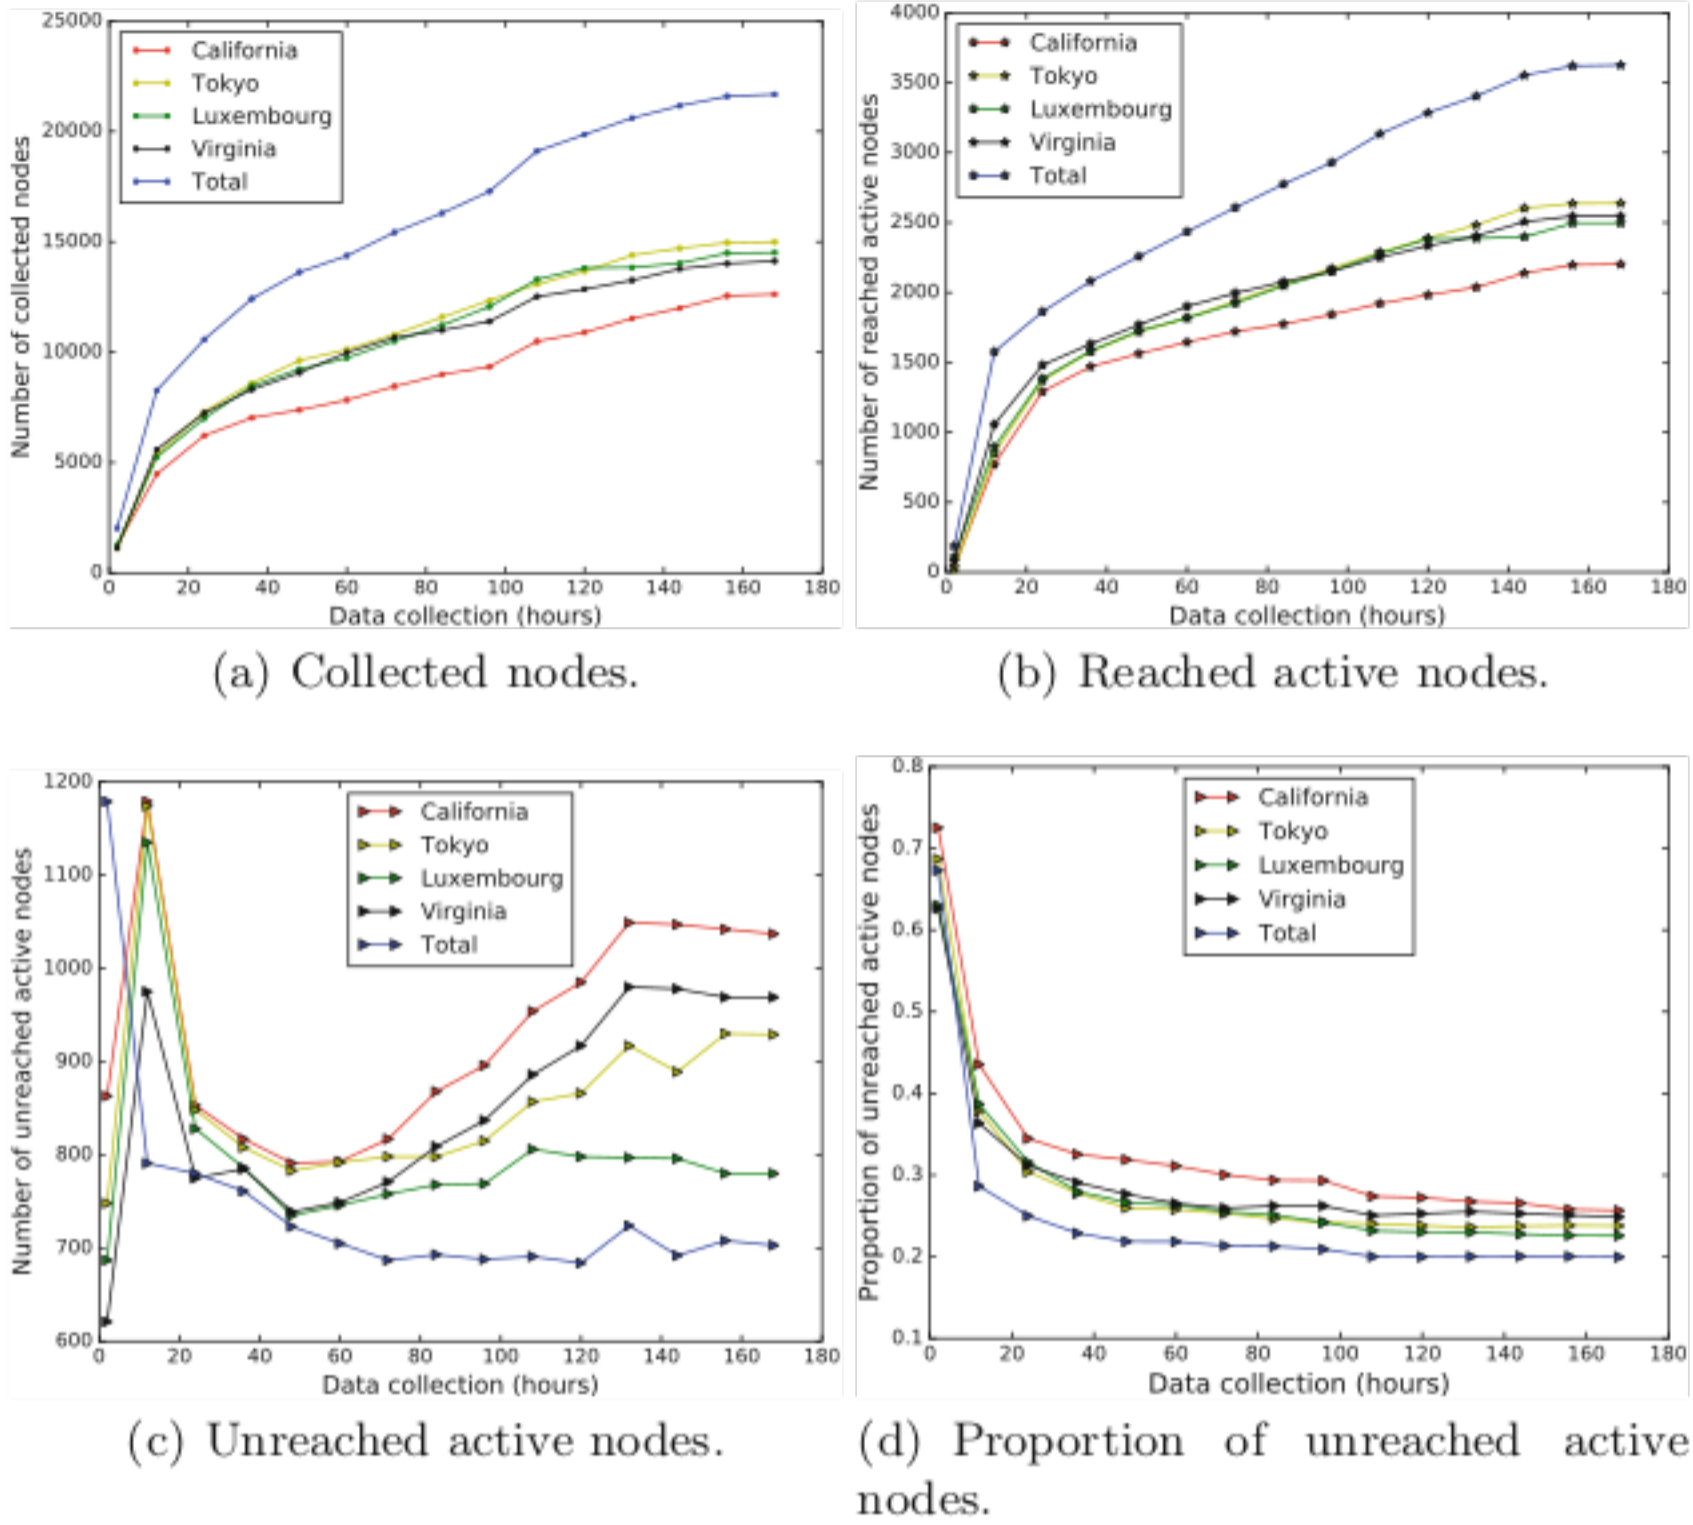 25000
20000
15000
10000
5000
0
0 20 40 60 80 100 120 140 160 180
Number of collected nodes
Data collection (hours)
California
Tokyo
Luxembourg
Virginia
Total
(a) Collected nodes.
4000
3500
3000
2500
2000
1500
1000
500
0
0 20 40 60 80 100 120 140 160 180
Number of reached active nodes
Data collection (hours)
California
Tokyo
Luxembourg
Virginia
Total
(b) Reached active nodes.
1200
1100
1000
900
800
700
600
0 20 40 60 80 100 120 140 160 180
Number of unreached active nodes
Data collection (hours)
California
Tokyo
Luxembourg
Virginia
Total
(c) Unreached active nodes.
0.8
0.7
0.6
0.5
0.4
0.3
0.2
0.1
0 20 40 60 80 100 120 140 160 180
Proportion of unreached active nodes
Data collection (hours)
California
Tokyo
Luxembourg
Virginia
Total
(d) Proportion of unreached active
nodes.